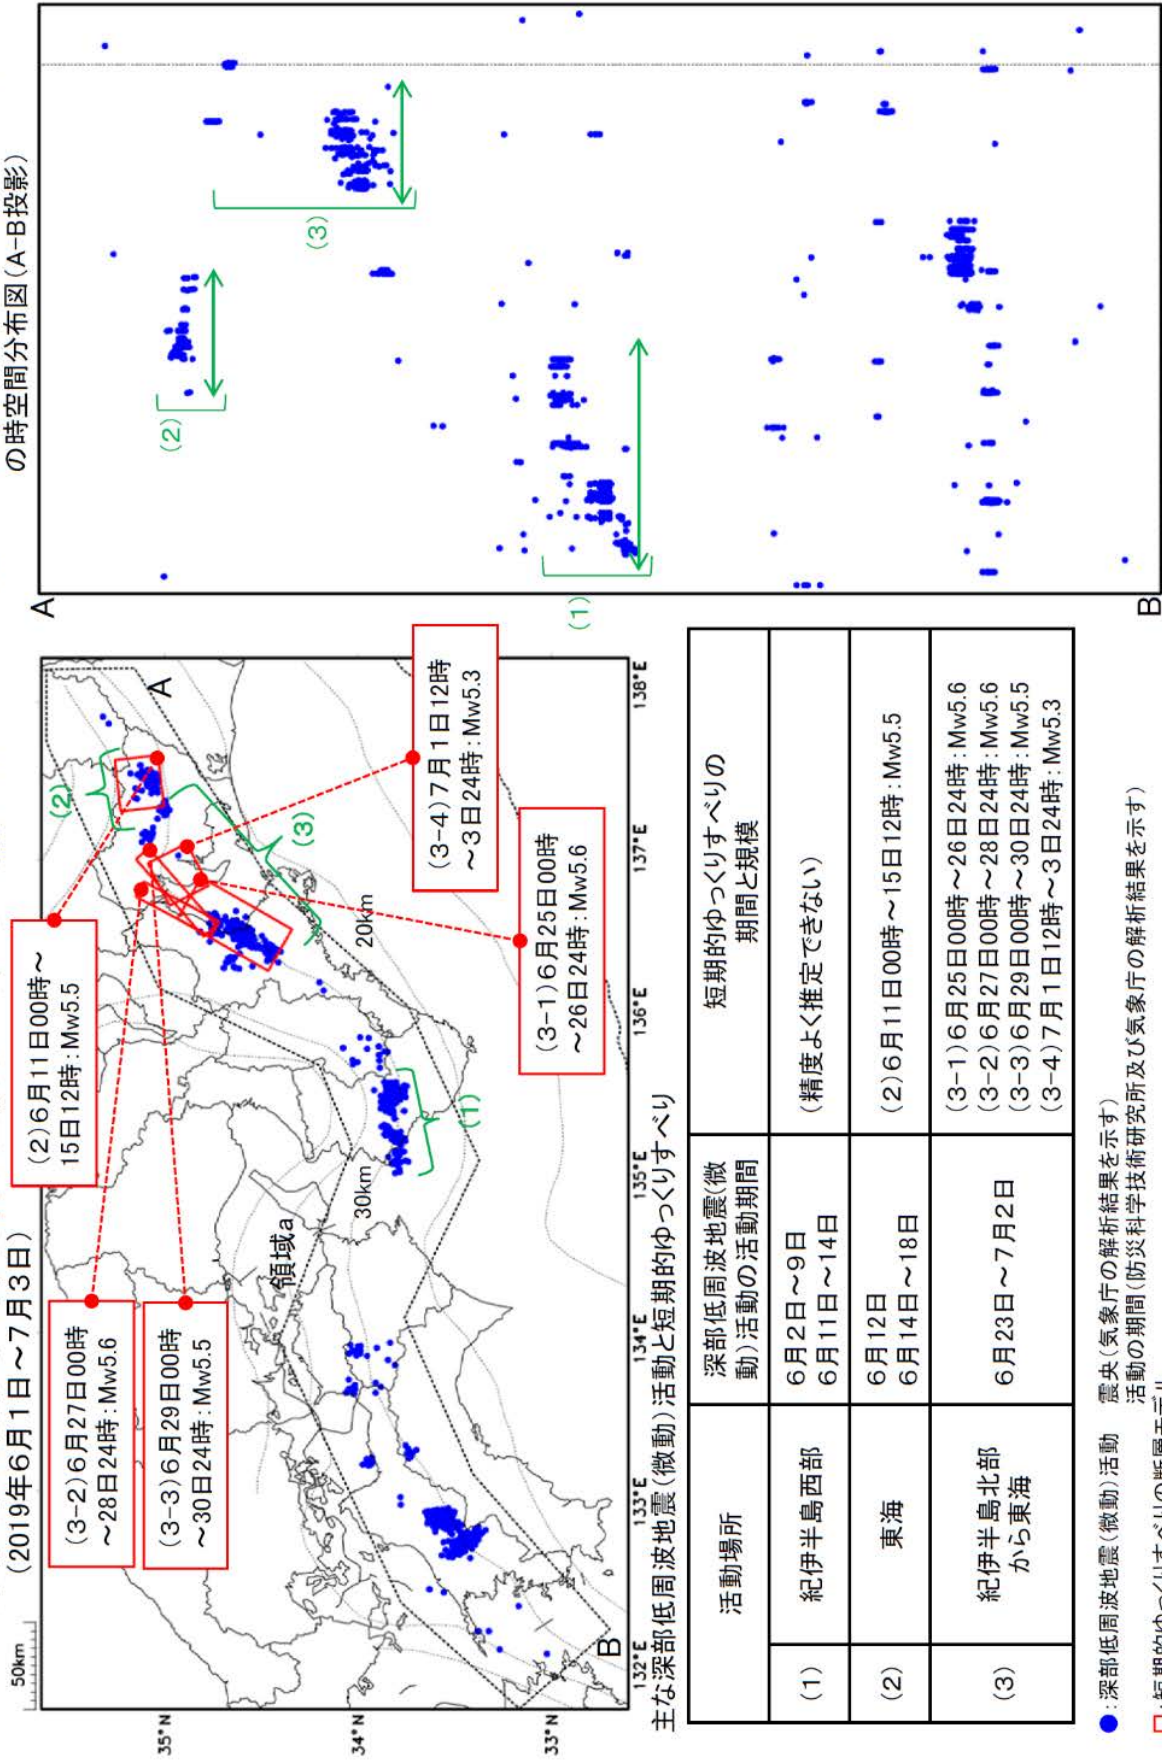 (2019年6月1日～7月3日)
の時空間分布図(A-B投影)
50km
35°N
34°N
33°N
132°E
133°E
134°E
135°E
136°E
137°E
138°E
A
B
領域a
30km
20km
(1)
(2)
(3)
(3-2)6月27日00時
～28日24時:Mw5.6
(3-3)6月29日00時
～30日24時:Mw5.5
(2)6月11日00時～
15日12時:Mw5.5
(3-1)6月25日00時
～26日24時:Mw5.6
(3-4)7月1日12時
～3日24時:Mw5.3
A
B
(1)
(2)
(3)
主な深部低周波地震(微動)活動と短期的ゆっくりすべり
活動場所
深部低周波地震(微
動)活動の活動期間
短期的ゆっくりすべりの
期間と規模
(1)
紀伊半島西部
6月2日～9日
6月11日～14日
(精度よく推定できない)
(2)
東海
6月12日
6月14日～18日
(2)6月11日00時～15日12時:Mw5.5
(3)
紀伊半島北部
から東海
6月23日～7月2日
(3-1)6月25日00時～26日24時:Mw5.6
(3-2)6月27日00時～28日24時:Mw5.6
(3-3)6月29日00時～30日24時:Mw5.5
(3-4)7月1日12時～3日24時:Mw5.3
●:深部低周波地震(微動)活動 震央(気象庁の解析結果を示す)
活動の期間(防災科学技術研究所及び気象庁の解析結果を示す)
:短期的ゆっくりすべりの断層モデル